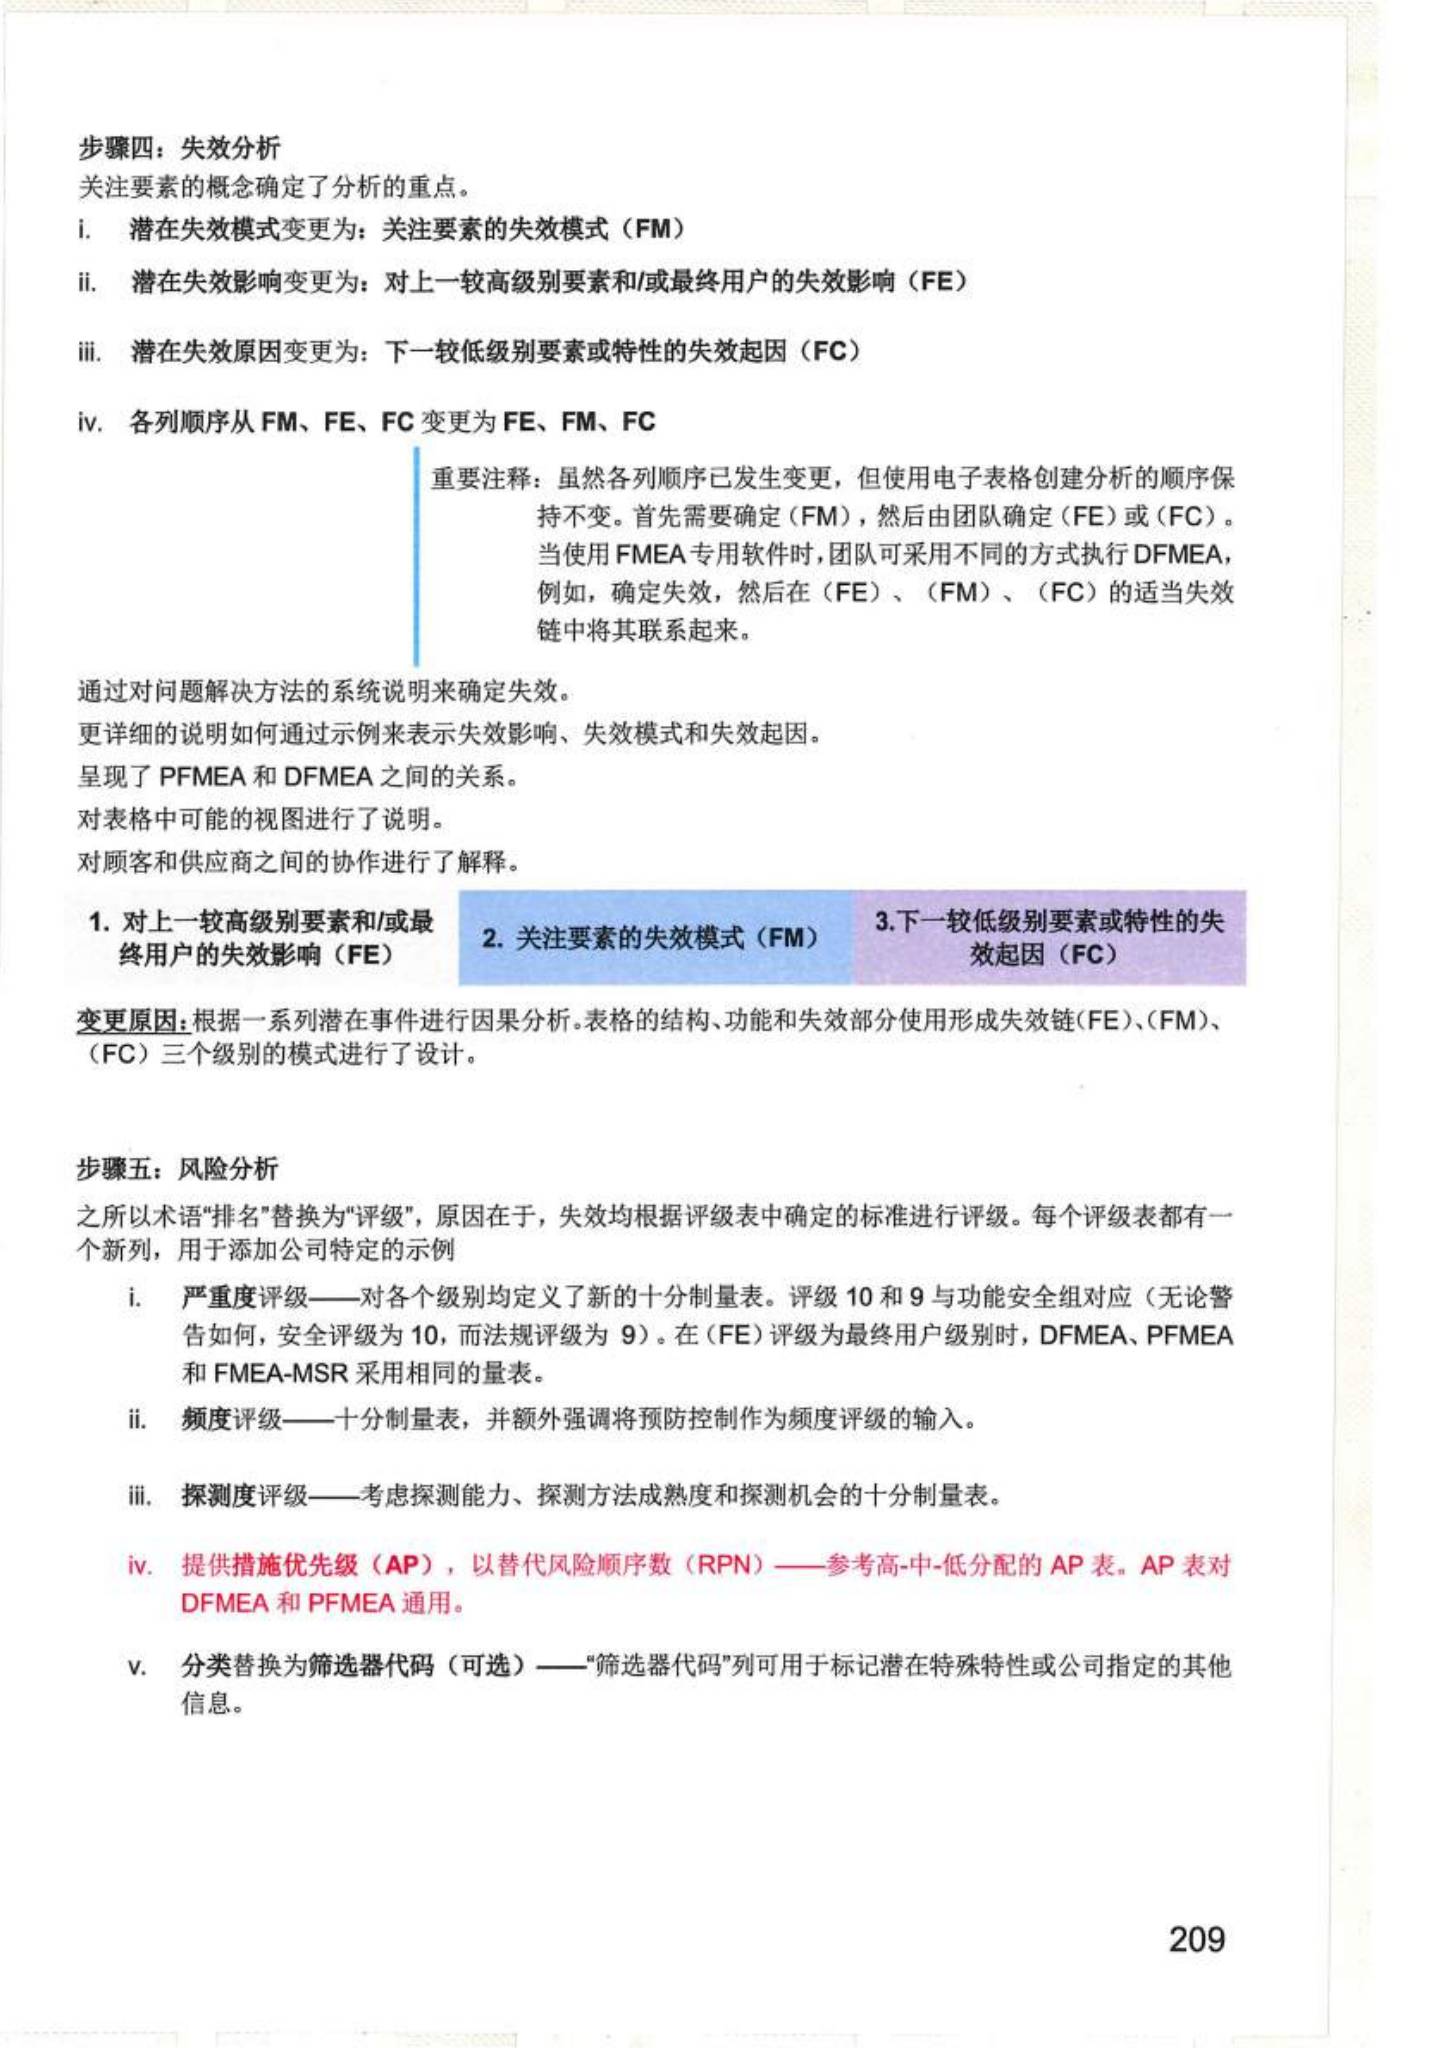 步骤四：失效分析
关注要素的概念确定了分析的重点。
i. 潜在失效模式变更为：关注要素的失效模式（FM）
ii. 潜在失效影响变更为：对上一较高级别要素和/或最终用户的失效影响（FE）
iii. 潜在失效原因变更为：下一较低级别要素或特性的失效起因（FC）
iv. 各列顺序从 FM、FE、FC 变更为 FE、FM、FC
重要注释：虽然各列顺序已发生变更，但使用电子表格创建分析的顺序保
持不变。首先需要确定（FM），然后由团队确定（FE）或（FC）。
当使用 FMEA 专用软件时，团队可采用不同的方式执行 DFMEA，
例如，确定失效，然后在（FE）、（FM）、（FC）的适当失效
链中将其联系起来。
通过对问题解决方法的系统说明来确定失效。
更详细的说明如何通过示例来表示失效影响、失效模式和失效起因。
呈现了 PFMEA 和 DFMEA 之间的关系。
对表格中可能的视图进行了说明。
对顾客和供应商之间的协作进行了解释。
1. 对上一较高级别要素和/或最
终用户的失效影响（FE）
2. 关注要素的失效模式（FM）
3.下一较低级别要素或特性的失
效起因（FC）
变更原因：根据一系列潜在事件进行因果分析。表格的结构、功能和失效部分使用形成失效链（FE）、（FM）、
（FC）三个级别的模式进行了设计。
步骤五：风险分析
之所以术语“排名”替换为“评级”，原因在于，失效均根据评级表中确定的标准进行评级。每个评级表都有一
个新列，用于添加公司特定的示例
i. 严重度评级——对各个级别均定义了新的十分制量表。评级 10 和 9 与功能安全组对应（无论警
告如何，安全评级为 10，而法规评级为 9）。在（FE）评级为最终用户级别时，DFMEA、PFMEA
和 FMEA-MSR 采用相同的量表。
ii. 频度评级——十分制量表，并额外强调将预防控制作为频度评级的输入。
iii. 探测度评级——考虑探测能力、探测方法成熟度和探测机会的十分制量表。
iv. 提供措施优先级（AP），以替代风险顺序数（RPN）——参考高-中-低分配的 AP 表。AP 表对
DFMEA 和 PFMEA 通用。
v. 分类替换为筛选器代码（可选）——“筛选器代码”列可用于标记潜在特殊特性或公司指定的其他
信息。
209